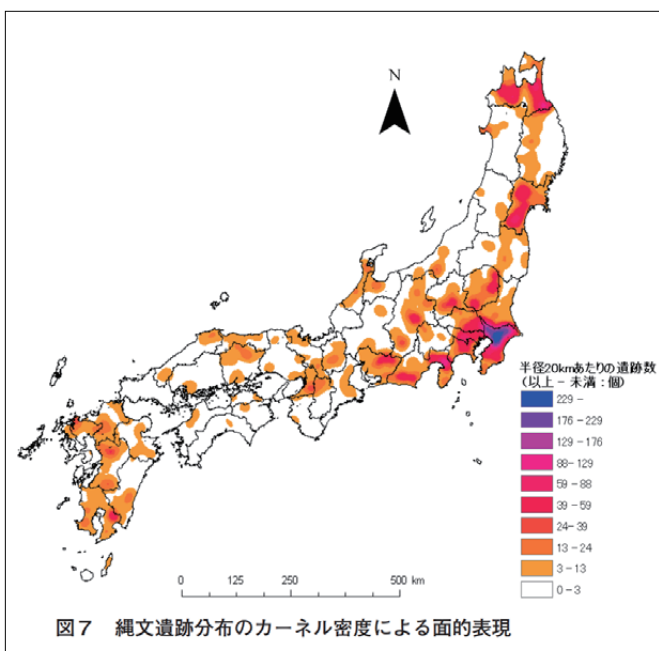 N
半径20kmあたりの遺跡数
(以上－未満：個)
229－
176－229
129－176
88－129
59－88
39－59
24－39
13－24
3－13
0－3
0 125 250 500 km
図7 縄文遺跡分布のカーネル密度による面的表現